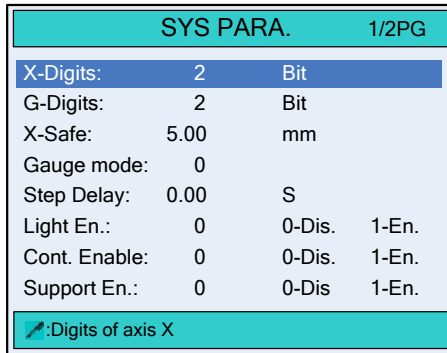 SYS PARA. 1/2PG
X-Digits: 2 Bit
G-Digits: 2 Bit
X-Safe: 5.00 mm
Gauge mode: 0
Step Delay: 0.00 S
Light En.: 0 0-Dis. 1-En.
Cont. Enable: 0 0-Dis. 1-En.
Support En.: 0 0-Dis 1-En.
:Digits of axis X